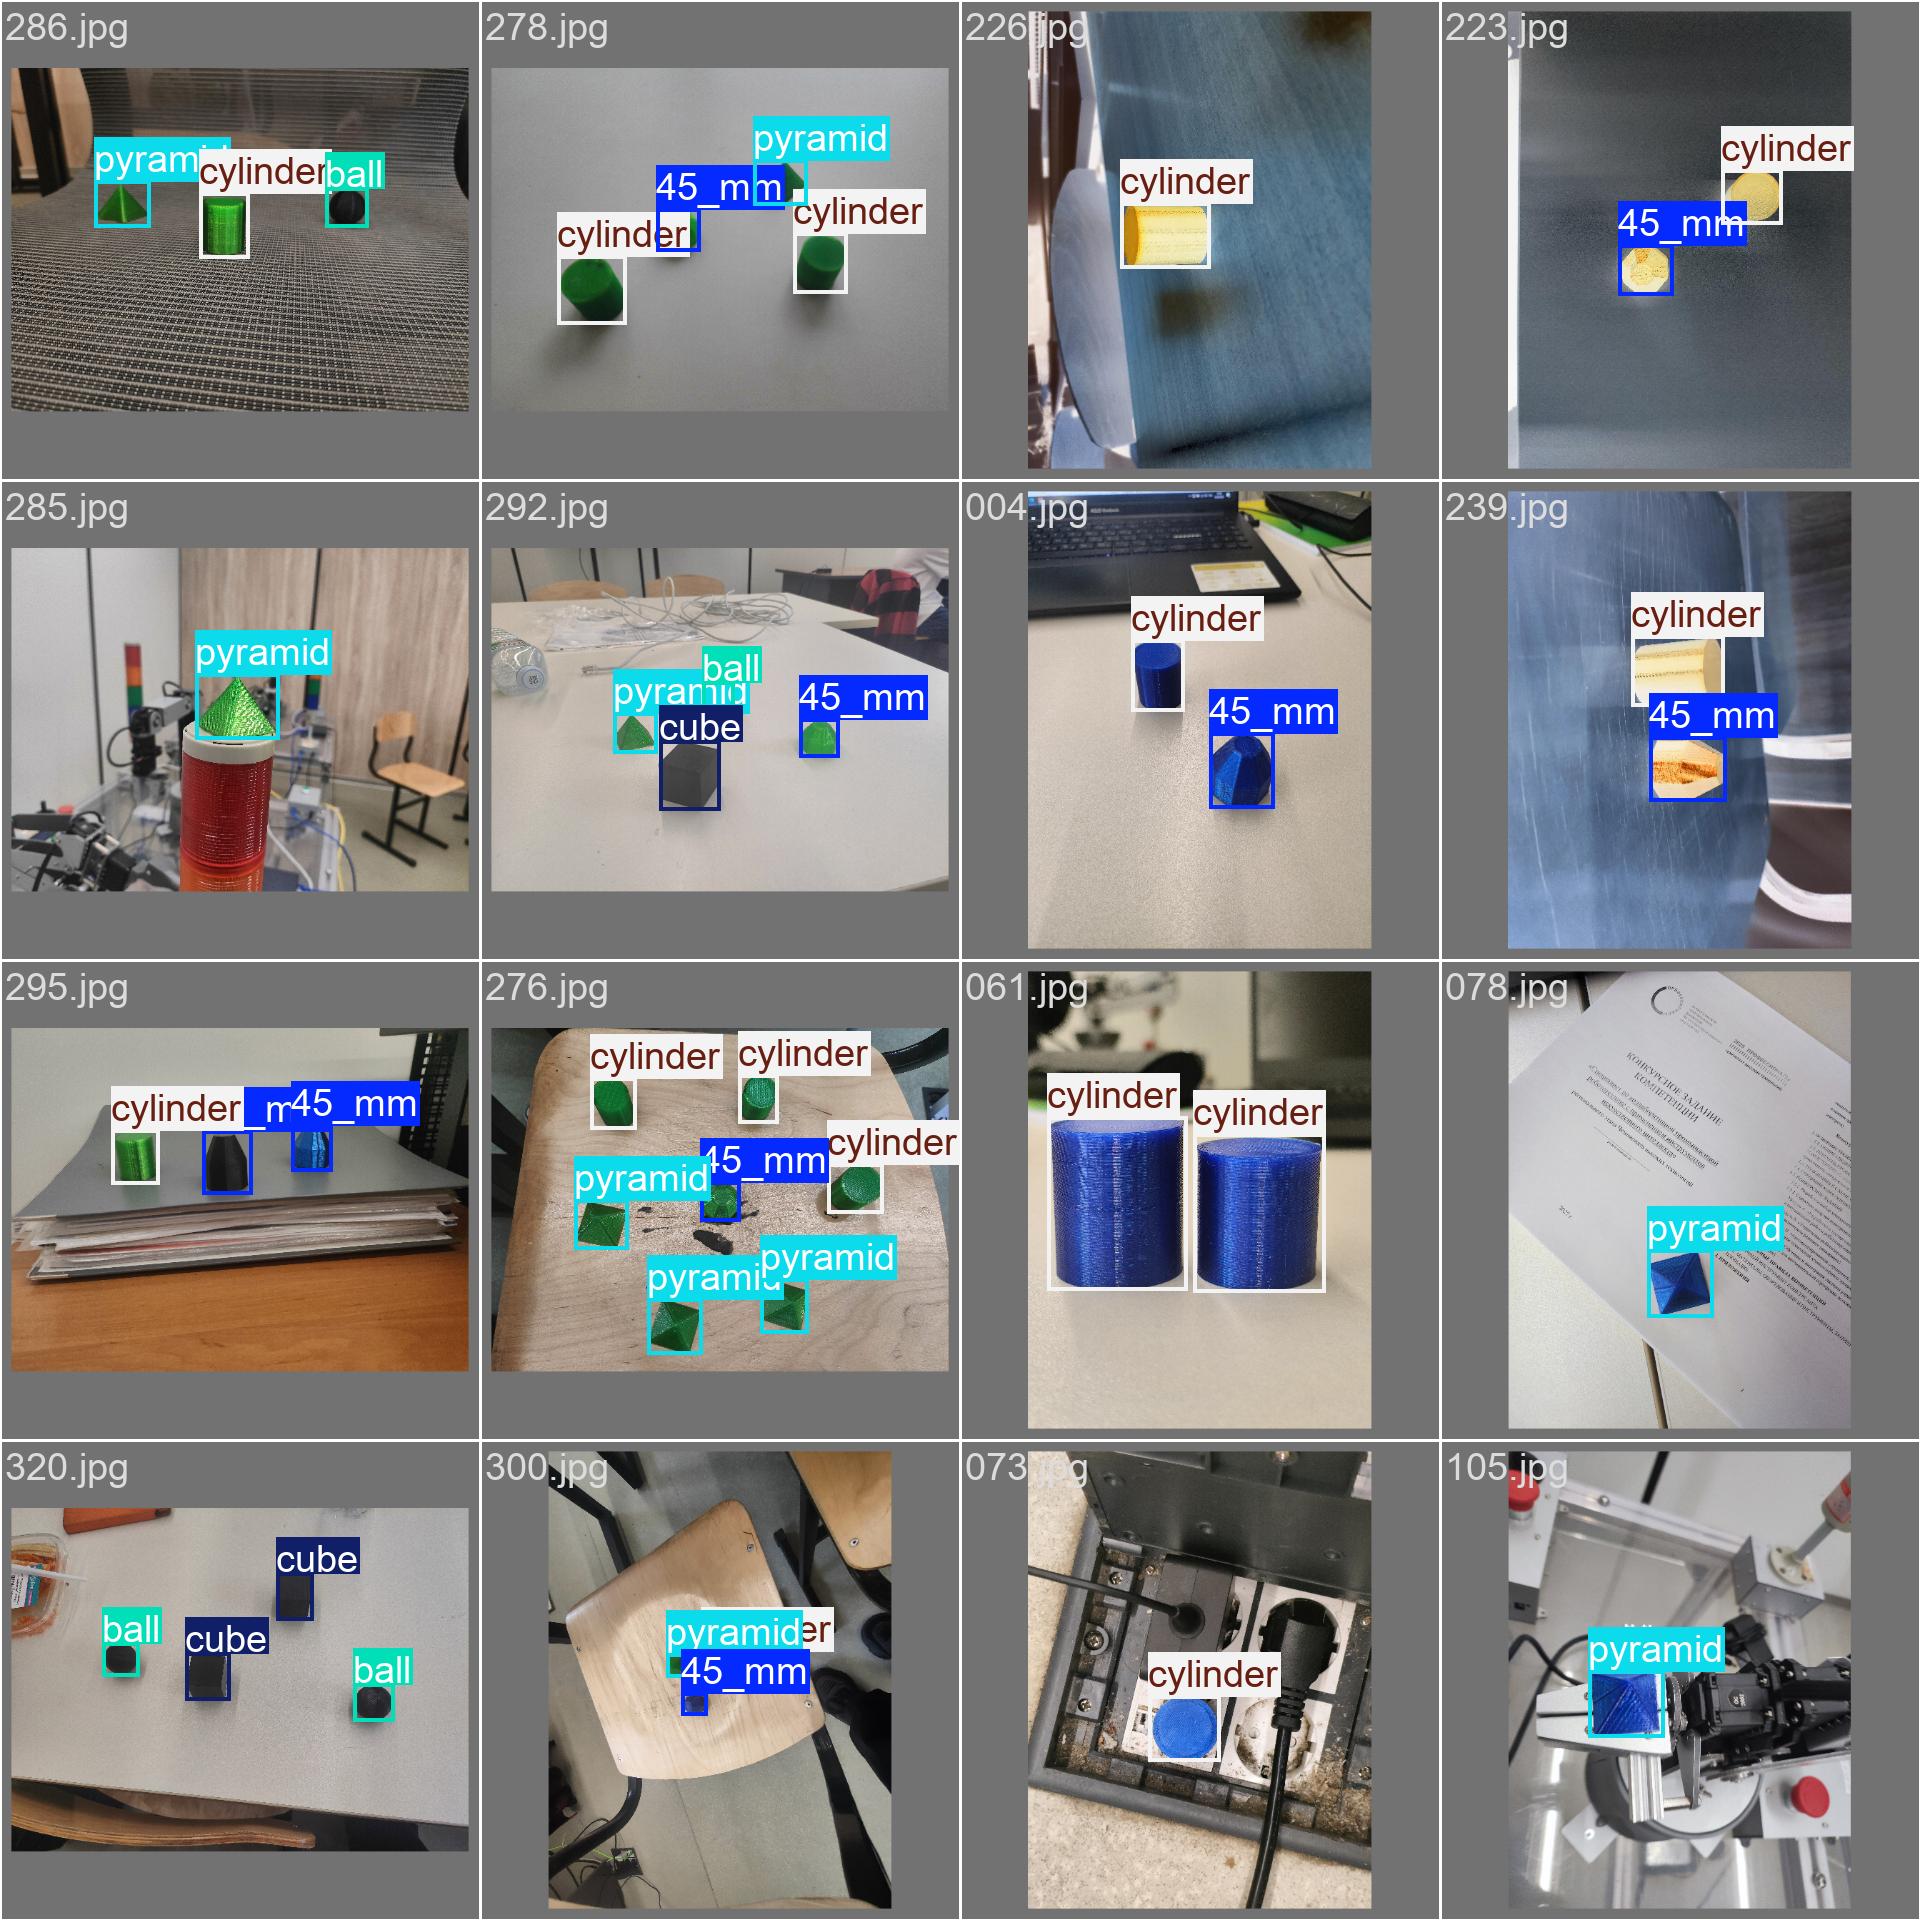 286.jpg
pyram
cylinder
ball
278.jpg
pyramid
45_mm
cylinder
cylinder
226.jpg
cylinder
223.jpg
cylinder
45_mm
285.jpg
pyramid
292.jpg
ball
pyramid
cube
45_mm
004.jpg
cylinder
45_mm
239.jpg
cylinder
45_mm
295.jpg
cylinder
_m
45_mm
276.jpg
cylinder
cylinder
45_mm
cylinder
pyramid
pyramid
pyramid
061.jpg
cylinder
cylinder
078.jpg
КОНКУРСНОЕ ЗАДАНИЕ
КОМПЕТЕНЦИИ
pyramid
320.jpg
cube
ball
cube
ball
300.jpg
pyramid
er
45_mm
073.jpg
cylinder
105.jpg
pyramid